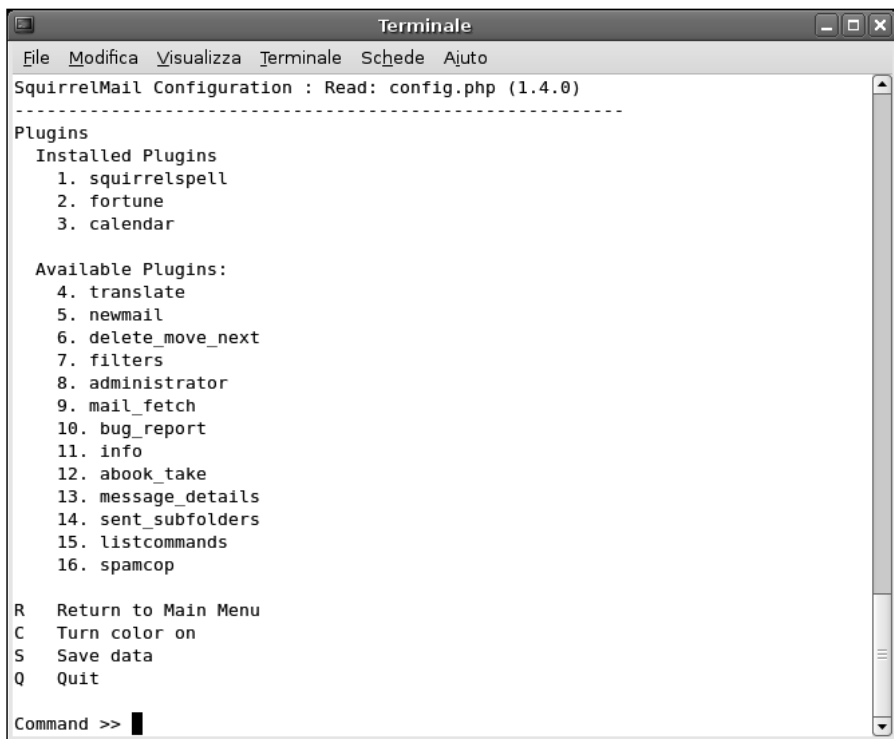 Terminale
File Modifica Visualizza Terminale Schede Aiuto
SquirrelMail Configuration : Read: config.php (1.4.0)
---------------------------------------------------------
Plugins
  Installed Plugins
    1. squirrelspell
    2. fortune
    3. calendar

  Available Plugins:
    4. translate
    5. newmail
    6. delete_move_next
    7. filters
    8. administrator
    9. mail_fetch
    10. bug_report
    11. info
    12. abook_take
    13. message_details
    14. sent_subfolders
    15. listcommands
    16. spamcop

R   Return to Main Menu
C   Turn color on
S   Save data
Q   Quit

Command >>